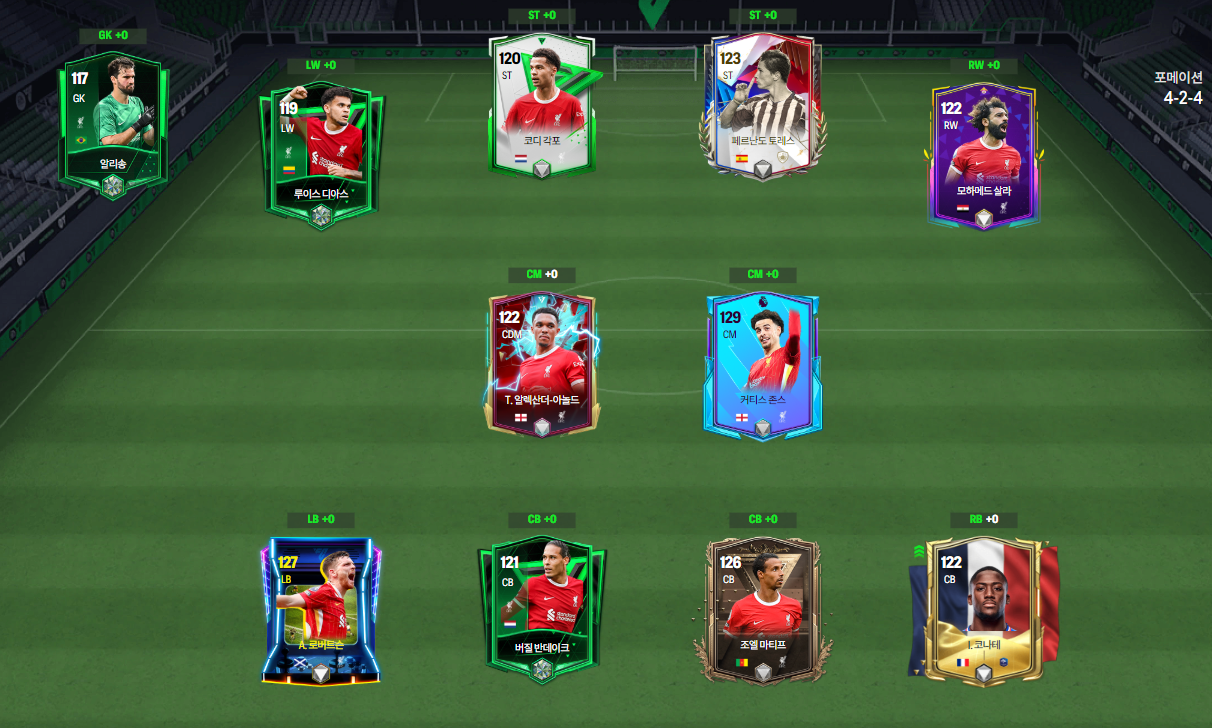 GK +0
117
GK
알리송
LW +0
119
LW
루이스 디아스
ST +0
120
ST
코디 각포
ST +0
123
ST
페르난도 토레스
RW +0
122
RW
모하메드 살라
포메이션
4-2-4
CM +0
122
CDM
T. 알렉산더-아놀드
CM +0
129
CM
커티스 존스
LB +0
127
LB
A. 로버트슨
CB +0
121
CB
버질 반데이크
CB +0
126
CB
조엘 마티프
RB +0
122
CB
I. 코나테